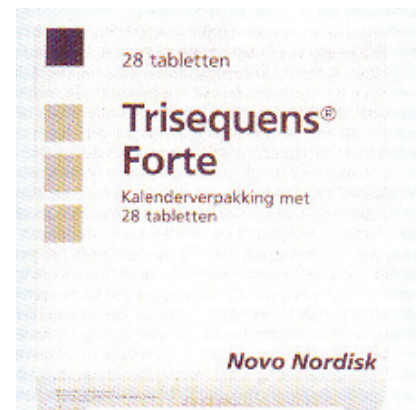 28 tabletten
Trisequens®
Forte
Kalenderverpakking met
28 tabletten
Novo Nordisk